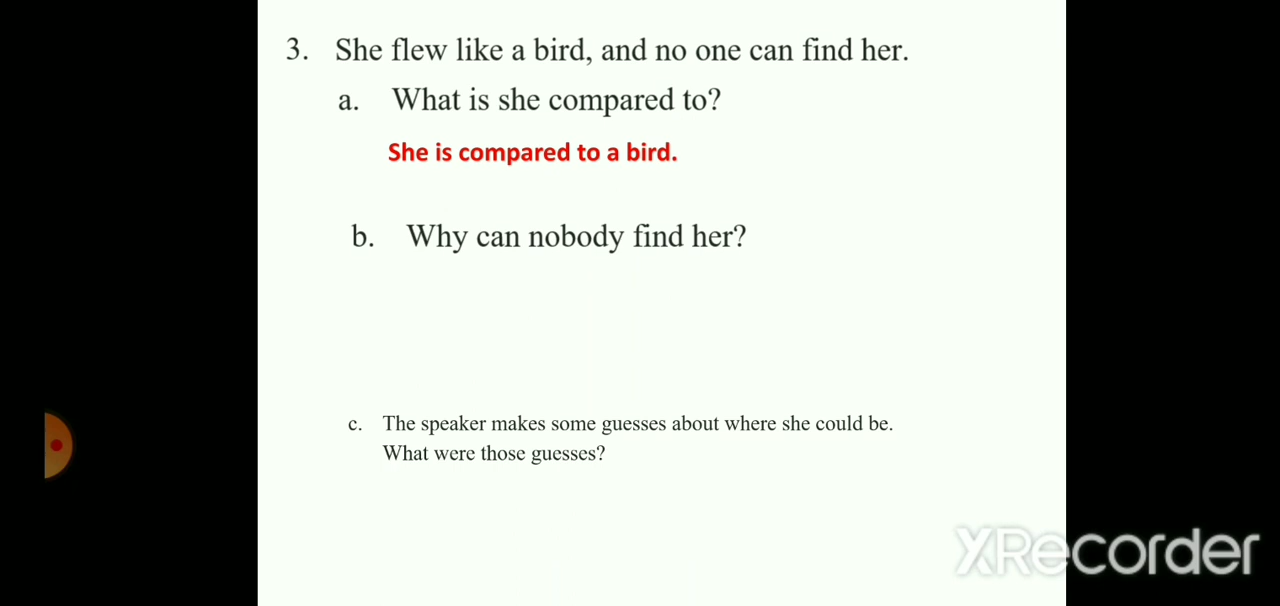 3. She flew like a bird, and no one can find her.
a. What is she compared to?
She is compared to a bird.
b. Why can nobody find her?
c. The speaker makes some guesses about where she could be.
What were those guesses?
XRecorder